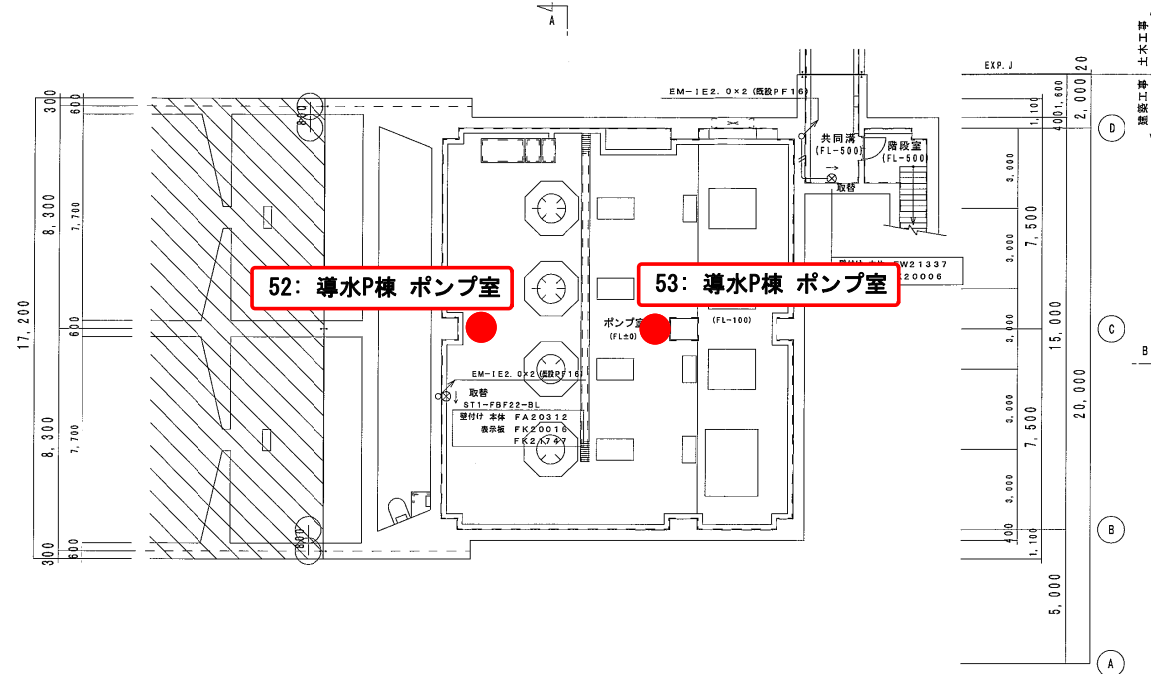 A
EXP. J
20
土木工事
建築工事
EM-IE2. 0×2 (既設PF16)
300
600
800
1,100
400
1,600
2,000
D
共同溝
(FL-500)
階段室
(FL-500)
取替
3,000
8,300
7,700
7,500
3,000
FW21337
20006
52: 導水P棟 ポンプ室
53: 導水P棟 ポンプ室
17,200
600
ポンプ室
(FL±0)
(FL-100)
3,000
15,000
C
B
EM-IE2. 0×2 (既設PF16)
取替
ST1-FBF22-BL
壁付け 本体 FA20312
表示板 FK20016
FK21747
20,000
8,300
7,700
3,000
7,500
3,000
800
400
B
300
600
1,100
5,000
A